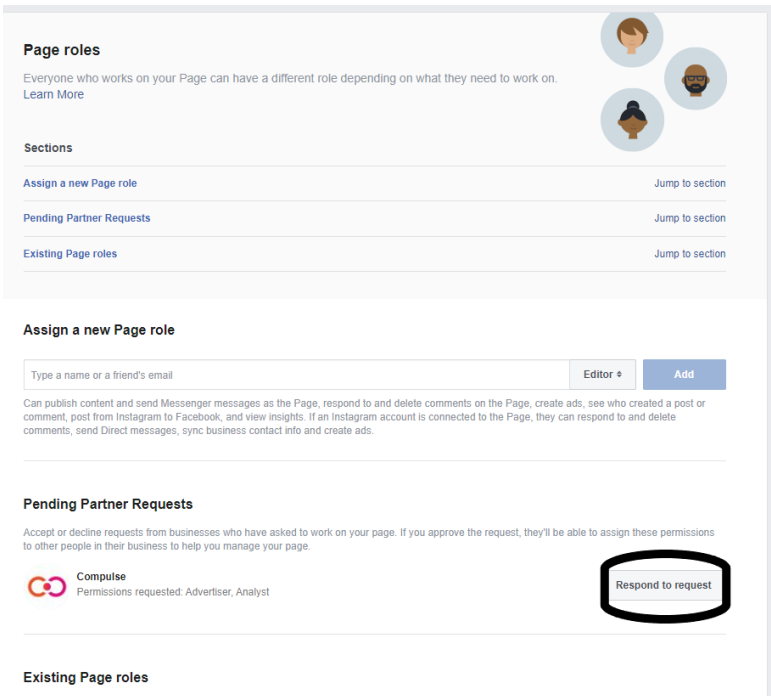 Page roles
Everyone who works on your Page can have a different role depending on what they need to work on.
Learn More
Sections
Assign a new Page role Jump to section
Pending Partner Requests Jump to section
Existing Page roles Jump to section
Assign a new Page role
Type a name or a friend's email Editor Add
Can publish content and send Messenger messages as the Page, respond to and delete comments on the Page, create ads, see who created a post or
comment, post from Instagram to Facebook, and view insights. If an Instagram account is connected to the Page, they can respond to and delete
comments, send Direct messages, sync business contact info and create ads.
Pending Partner Requests
Accept or decline requests from businesses who have asked to work on your page. If you approve the request, they'll be able to assign these permissions
to other people in their business to help you manage your page.
Compulse
Permissions requested: Advertiser, Analyst
Respond to request
Existing Page roles